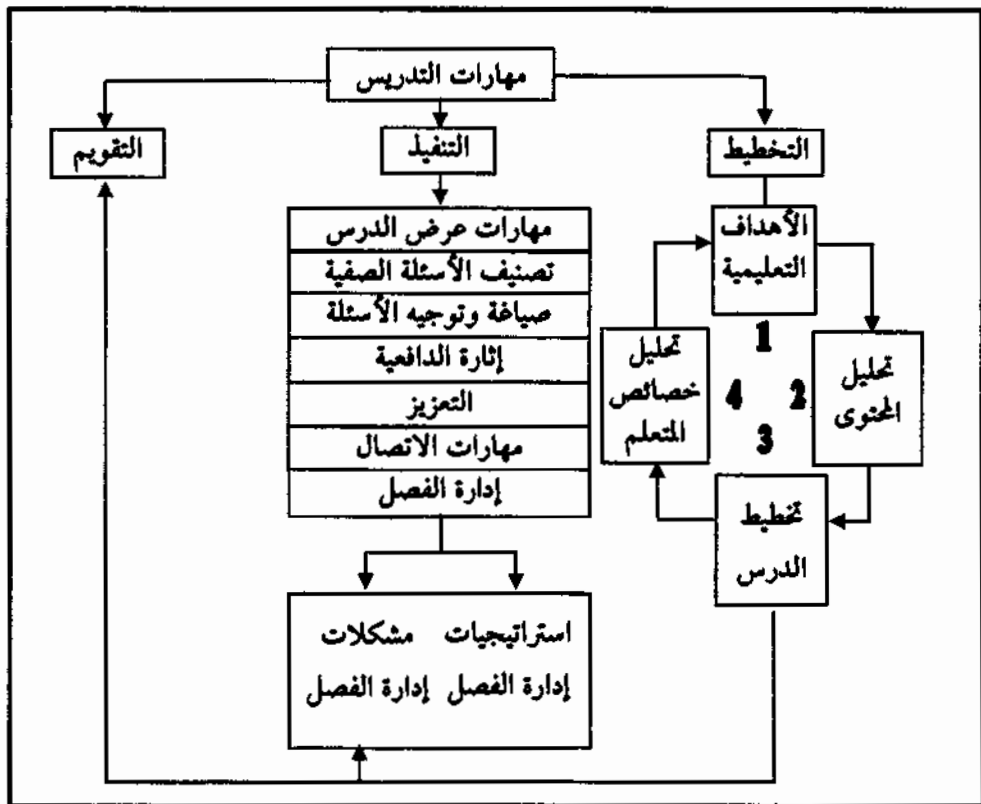 مهارات التدريس
التخطيط
التنفيذ
التقويم
الأهداف
التعليمية
1
تحليل
المحتوى
2
تخطيط
الدرس
3
تحليل
خصائص
المتعلم
4
مهارات عرض الدرس
تصنيف الأسئلة الصفية
صياغة وتوجيه الأسئلة
إثارة الدافعية
التعزيز
مهارات الاتصال
إدارة الفصل
استراتيجيات
إدارة الفصل
مشكلات
إدارة الفصل